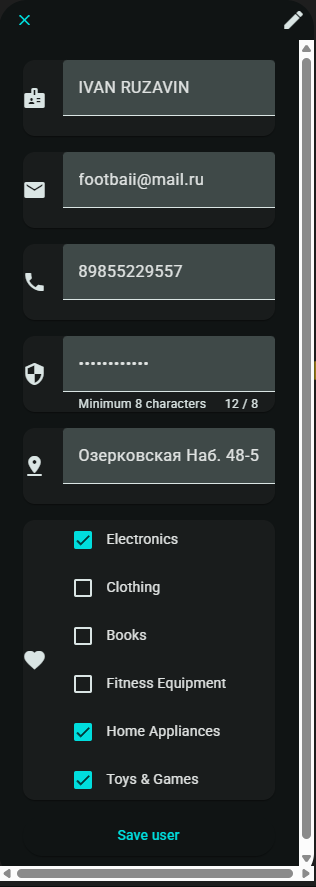 IVAN RUZAVIN
footbaii@mail.ru
89855229557
••••••••••••
Minimum 8 characters 12 / 8
Озерковская Наб. 48-5
Electronics
Clothing
Books
Fitness Equipment
Home Appliances
Toys & Games
Save user